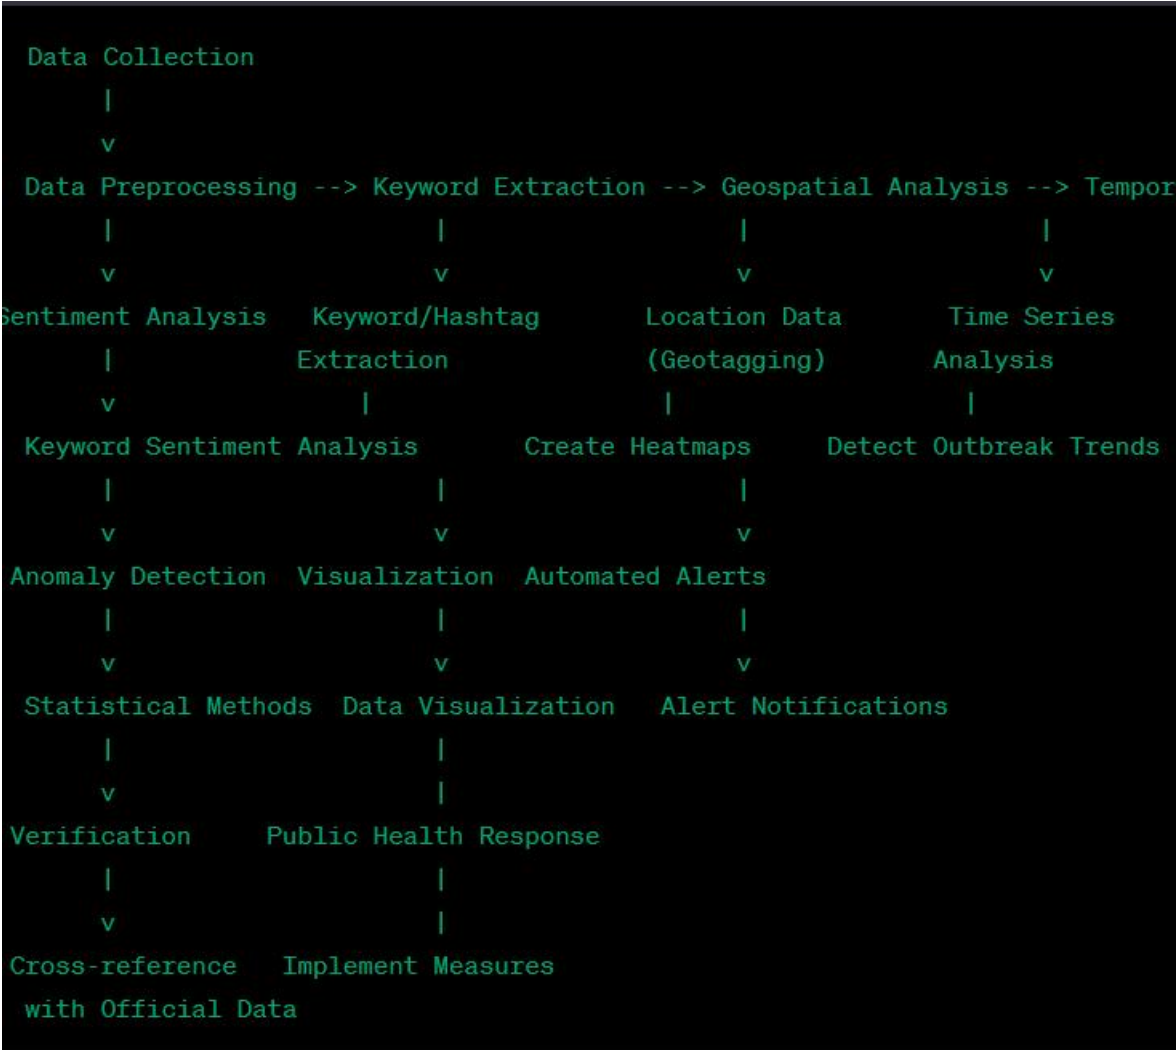 Data Collection
|
v
Data Preprocessing --> Keyword Extraction --> Geospatial Analysis --> Tempor
| | | |
v v v v
Sentiment Analysis Keyword/Hashtag Location Data Time Series
| Extraction (Geotagging) Analysis
v | | |
Keyword Sentiment Analysis Create Heatmaps Detect Outbreak Trends
| | |
v v v
Anomaly Detection Visualization Automated Alerts
| | |
v v v
Statistical Methods Data Visualization Alert Notifications
| |
v |
Verification Public Health Response
| |
v |
Cross-reference Implement Measures
with Official Data